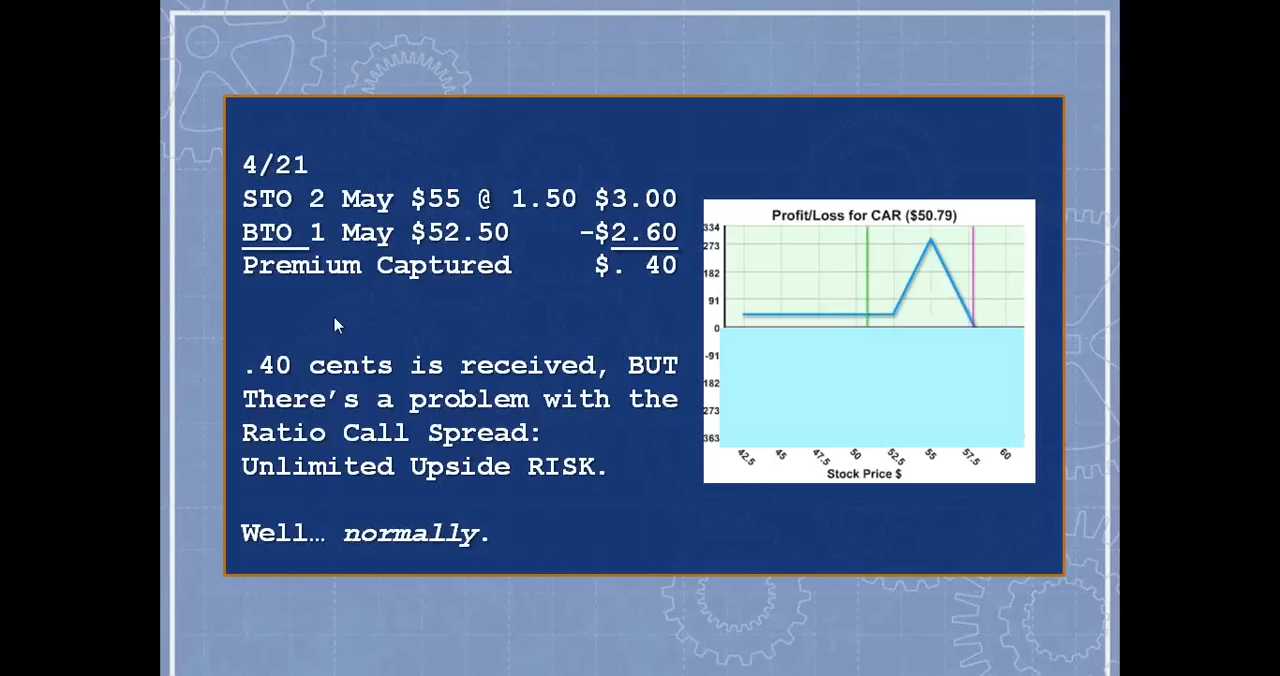 4/21
STO 2 May $55 @ 1.50 $3.00
BTO 1 May $52.50 -$2.60
Premium Captured $. 40
.40 cents is received, BUT
There's a problem with the
Ratio Call Spread:
Unlimited Upside RISK.
Well… normally.
Profit/Loss for CAR ($50.79)
334
273
182
91
0
-91
182
273
363
42.5 45 47.5 50 52.5 55 57.5 60
Stock Price $